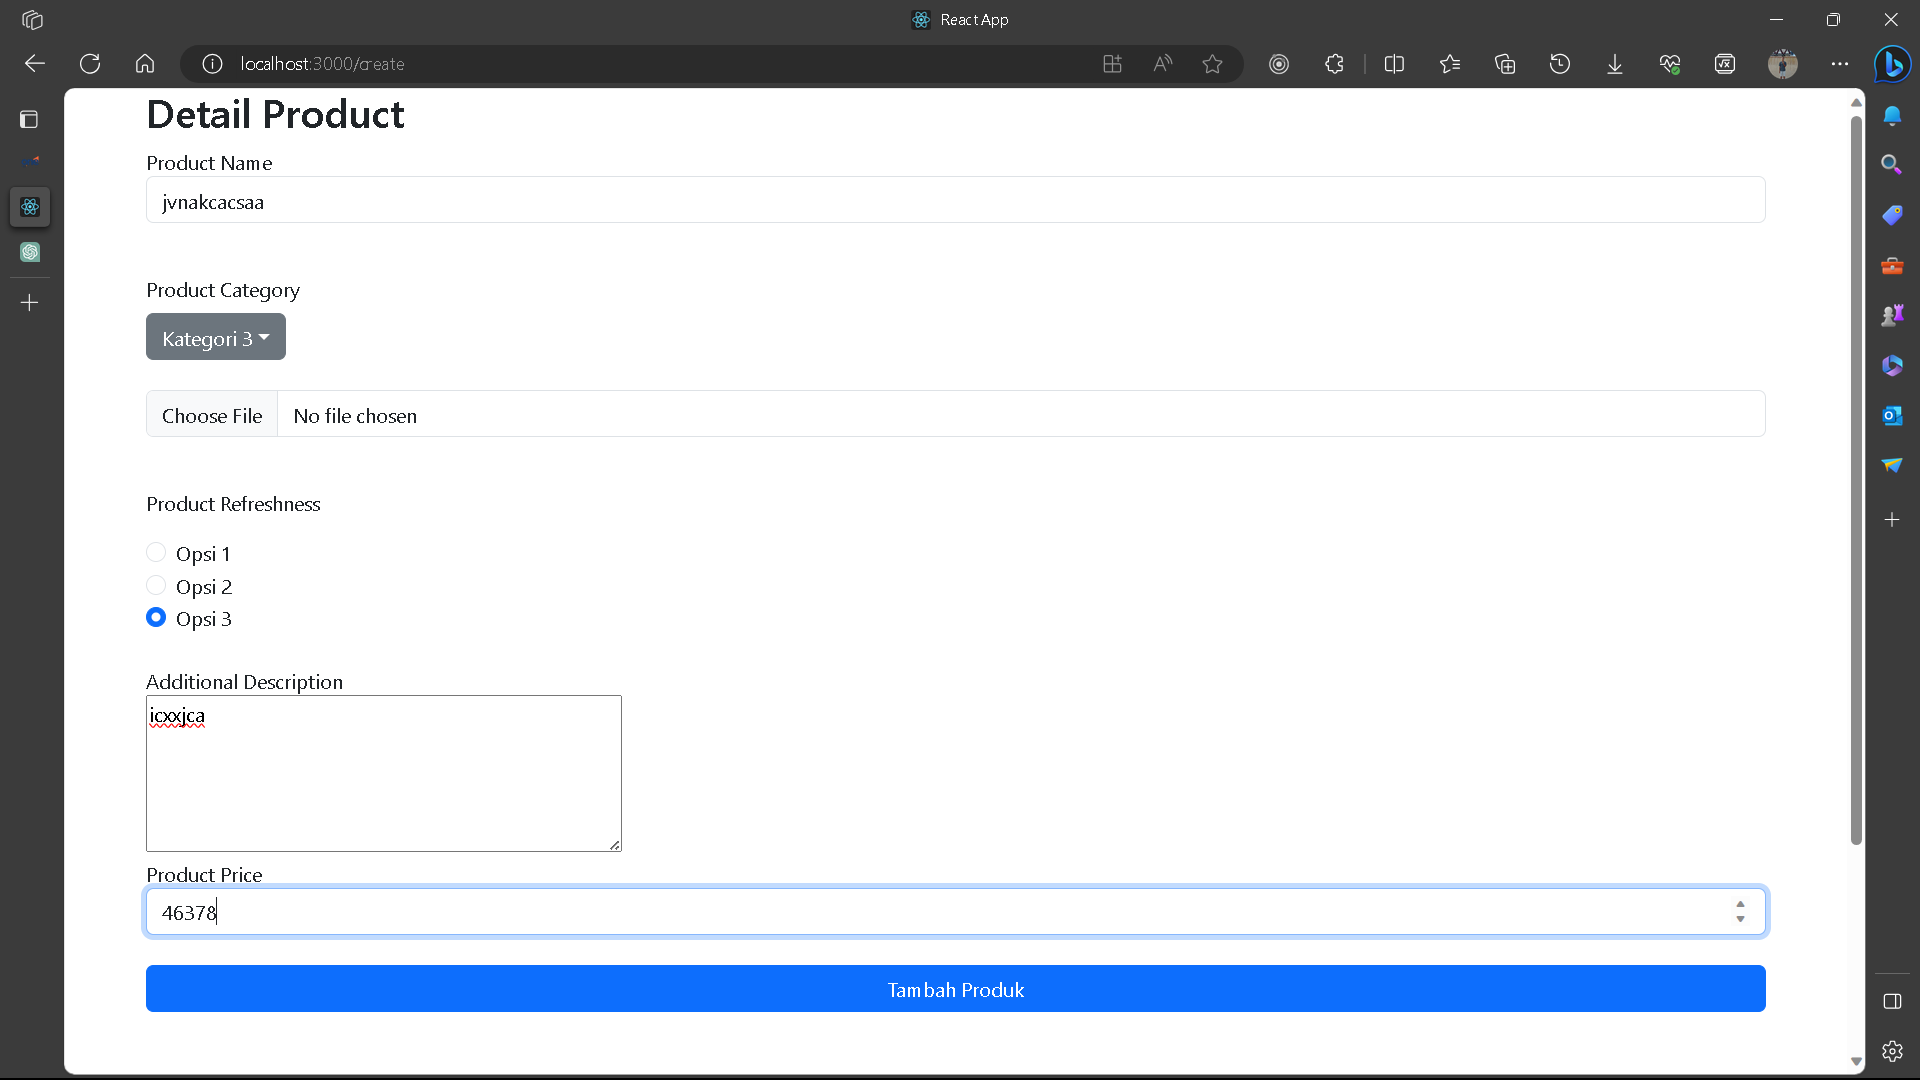 React App
localhost:3000/create
Detail Product
Product Name
jvnakcacsaa
Product Category
Kategori 3
Choose File No file chosen
Product Refreshness
Opsi 1
Opsi 2
Opsi 3
Additional Description
icxxjca
Product Price
46378
Tambah Produk